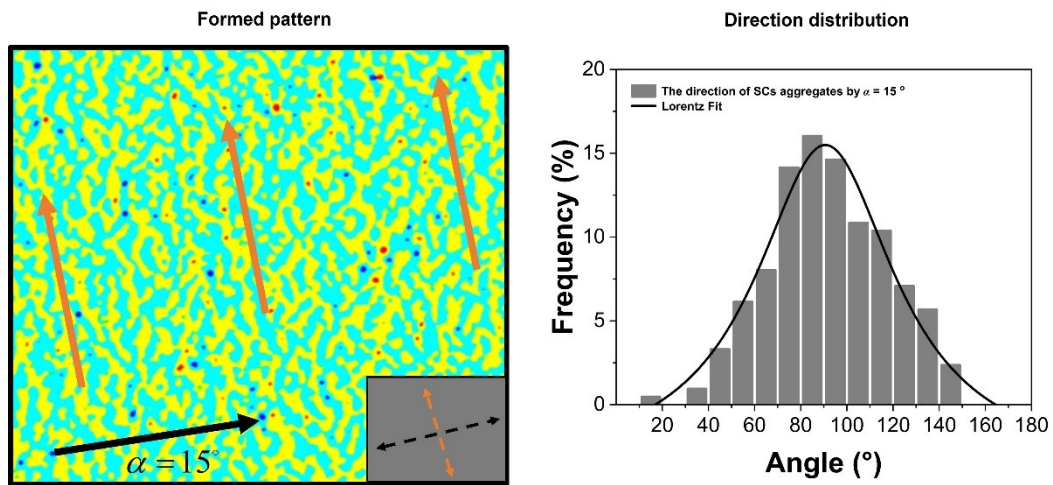 Formed pattern
α = 15°
Direction distribution
The direction of SCs aggregates by α = 15 °
Lorentz Fit
Frequency (%)
20
15
10
5
0
20 40 60 80 100 120 140 160 180
Angle (°)